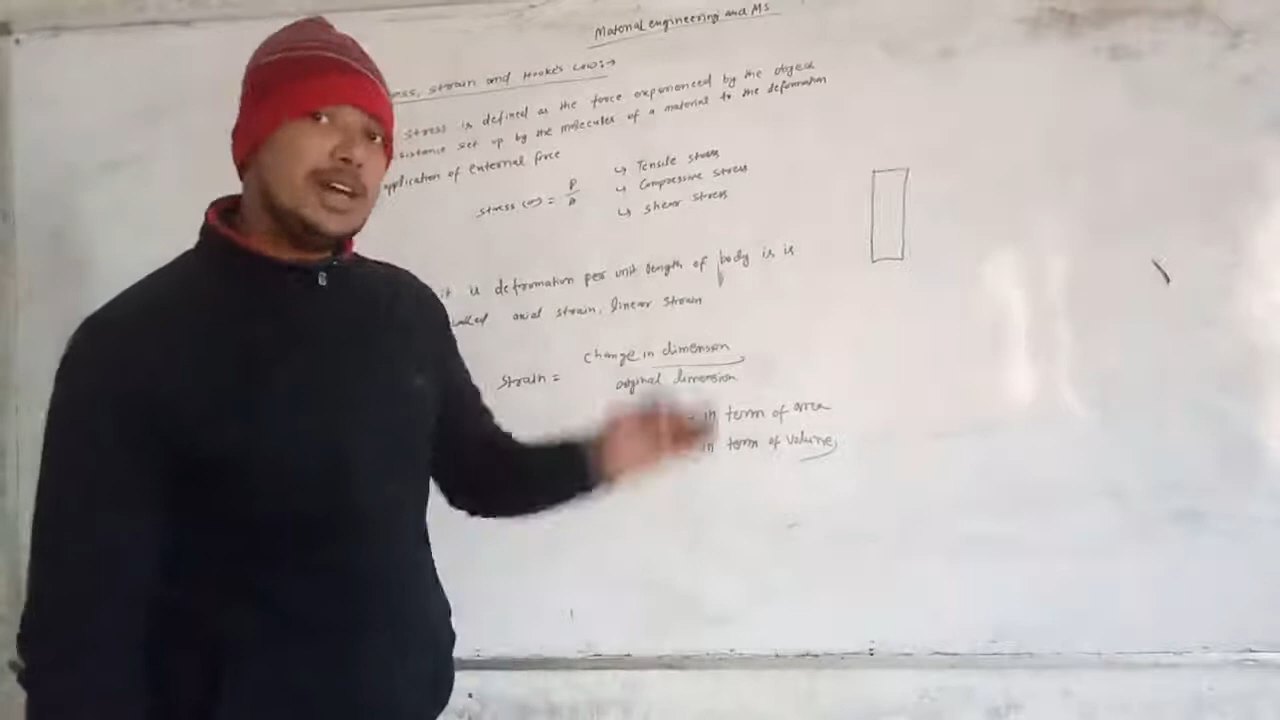 Material engineering and MS
ess, strain and Hooke's Law:→
stress is defined as the force experienced by the object
sistance set up by the molecules of a material to the deformation
application of external force
stress (σ) = P/A
↳ Tensile stress
↳ Compressive stress
↳ shear stress
it is deformation per unit length of body is is
called axial strain, linear strain
strain = change in dimension
original dimension
- in term of area
in term of volume